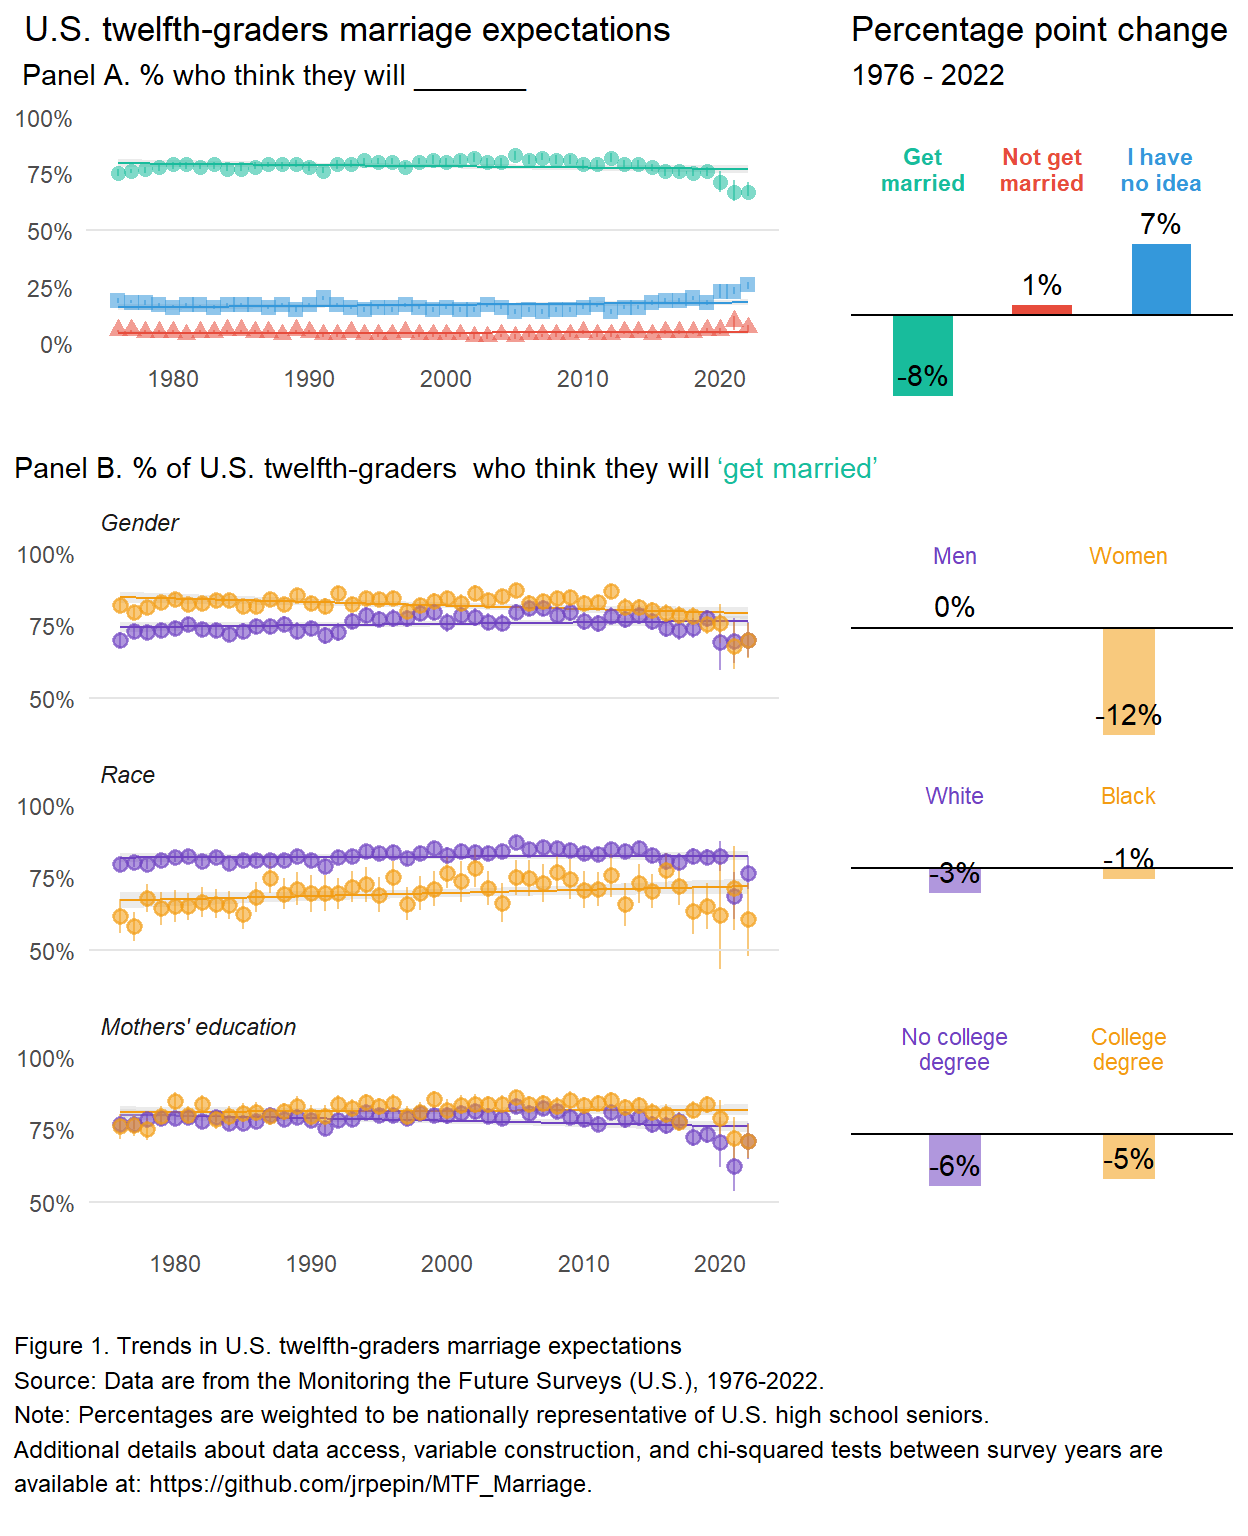 U.S. twelfth-graders marriage expectations
Percentage point change
Panel A. % who think they will _______
1976 - 2022
100%
75%
50%
25%
0%
1980 1990 2000 2010 2020
Get married
Not get married
I have no idea
-8%
1%
7%
Panel B. % of U.S. twelfth-graders  who think they will ‘get married’
Gender
100%
75%
50%
Men Women
0%
-12%
Race
100%
75%
50%
White Black
-3%
-1%
Mothers' education
100%
75%
50%
1980 1990 2000 2010 2020
No college degree
College degree
-6%
-5%
Figure 1. Trends in U.S. twelfth-graders marriage expectations
Source: Data are from the Monitoring the Future Surveys (U.S.), 1976-2022.
Note: Percentages are weighted to be nationally representative of U.S. high school seniors.
Additional details about data access, variable construction, and chi-squared tests between survey years are
available at: https://github.com/jrpepin/MTF_Marriage.